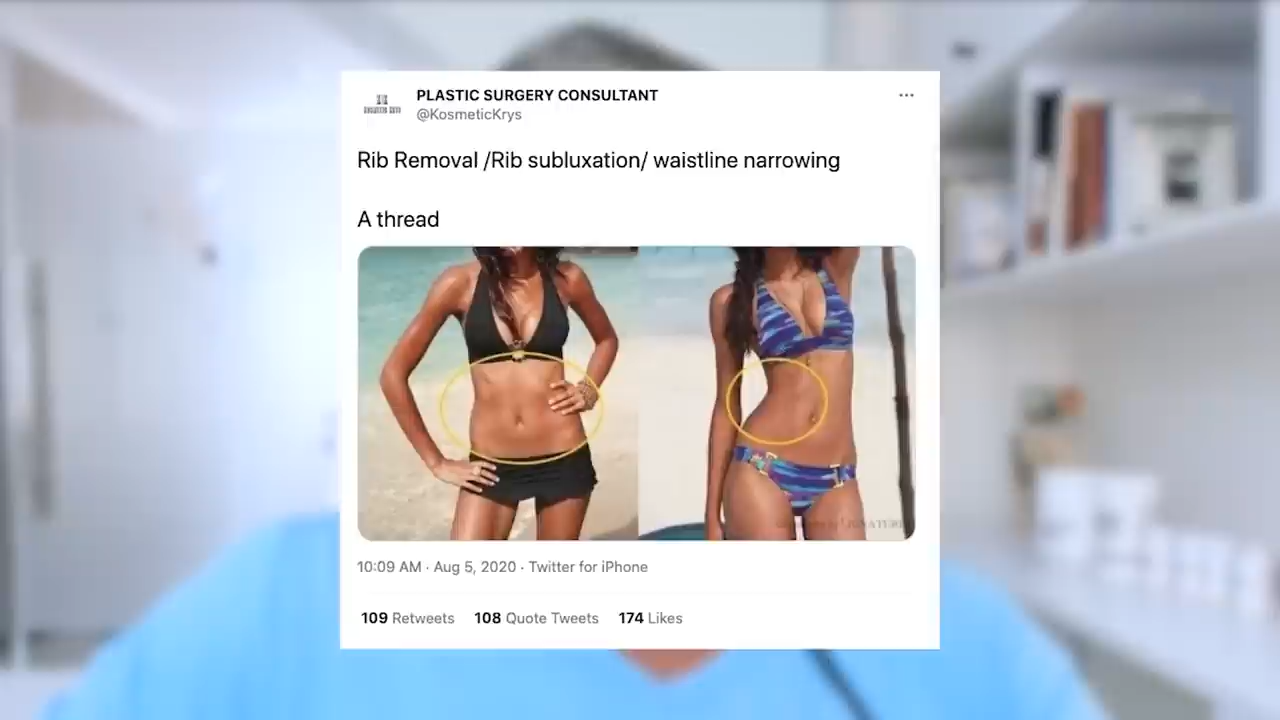 PLASTIC SURGERY CONSULTANT
@KosmeticKrys
Rib Removal /Rib subluxation/ waistline narrowing
A thread
10:09 AM · Aug 5, 2020 · Twitter for iPhone
109 Retweets 108 Quote Tweets 174 Likes